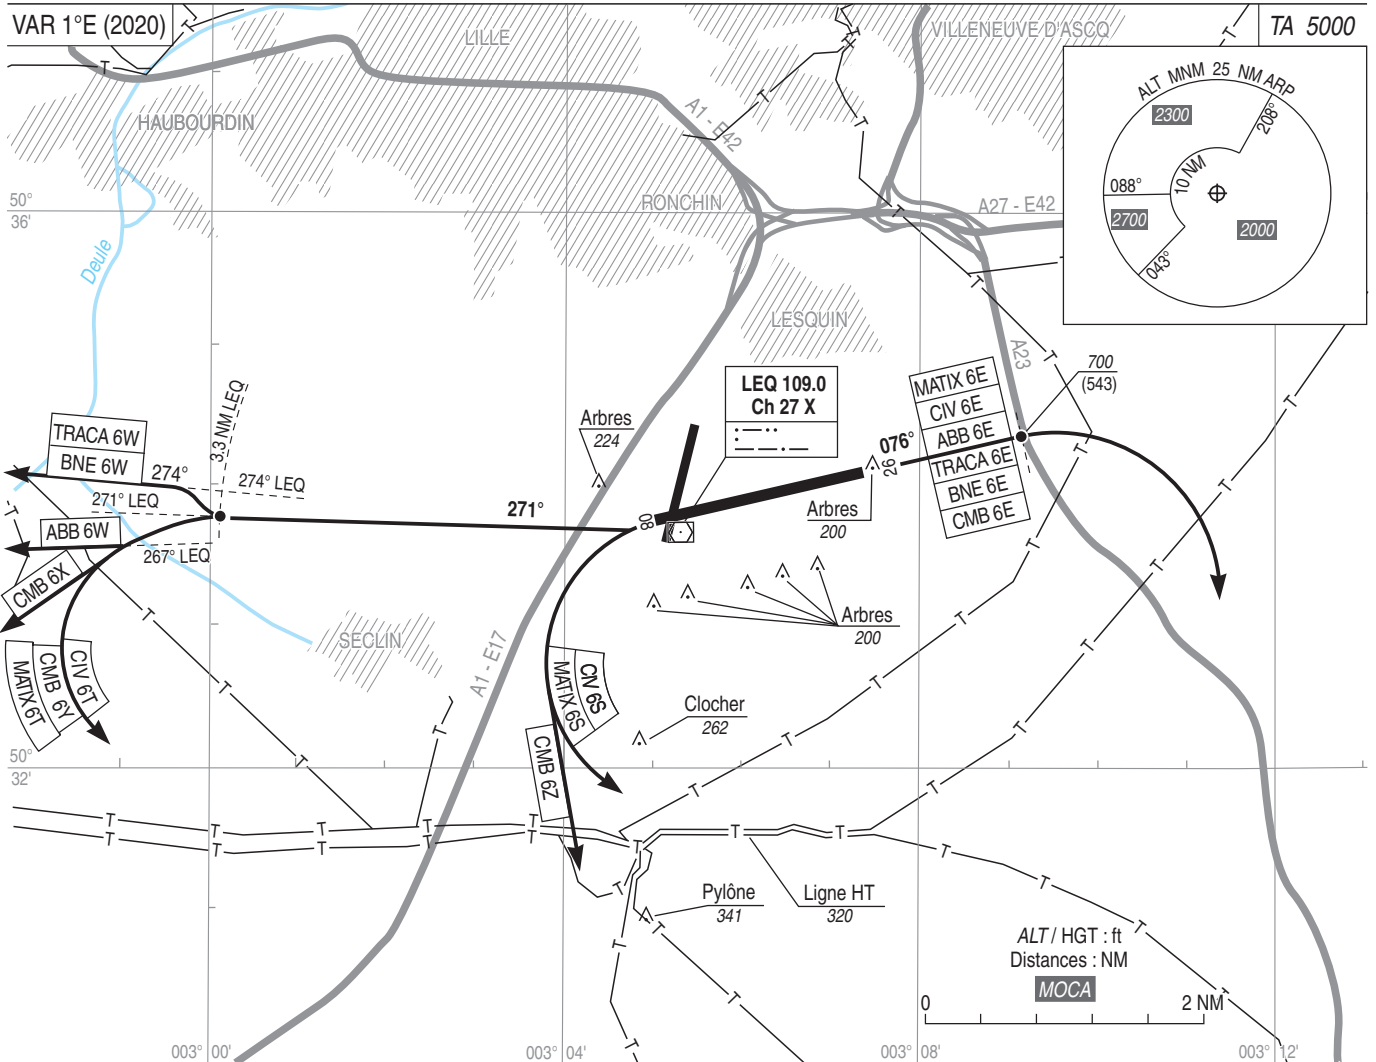 VAR 1°E (2020)
LILLE
VILLENEUVE D'ASCQ
TA 5000
ALT MNM 25 NM ARP
2300
208°
088°
10 NM
2700
2000
043°
HAUBOURDIN
A1 - E42
RONCHIN
A27 - E42
50°
36'
Deule
LESQUIN
A23
700
(543)
LEQ 109.0
Ch 27 X
MATIX 6E
CIV 6E
ABB 6E
TRACA 6E
BNE 6E
CMB 6E
076°
26
08
Arbres
224
Arbres
200
3.3 NM LEQ
TRACA 6W
BNE 6W
274°
274° LEQ
271° LEQ
271°
ABB 6W
267° LEQ
CMB 6X
Arbres
200
SECLIN
A1 - E17
CIV 6T
CMB 6Y
MATIX 6T
CIV 6S
MATIX 6S
CMB 6Z
Clocher
262
50°
32'
T T T T T
T T T T T
T T T
Pylône
341
Ligne HT
320
ALT / HGT : ft
Distances : NM
MOCA
0 2 NM
003° 00'
003° 04'
003° 08'
003° 12'